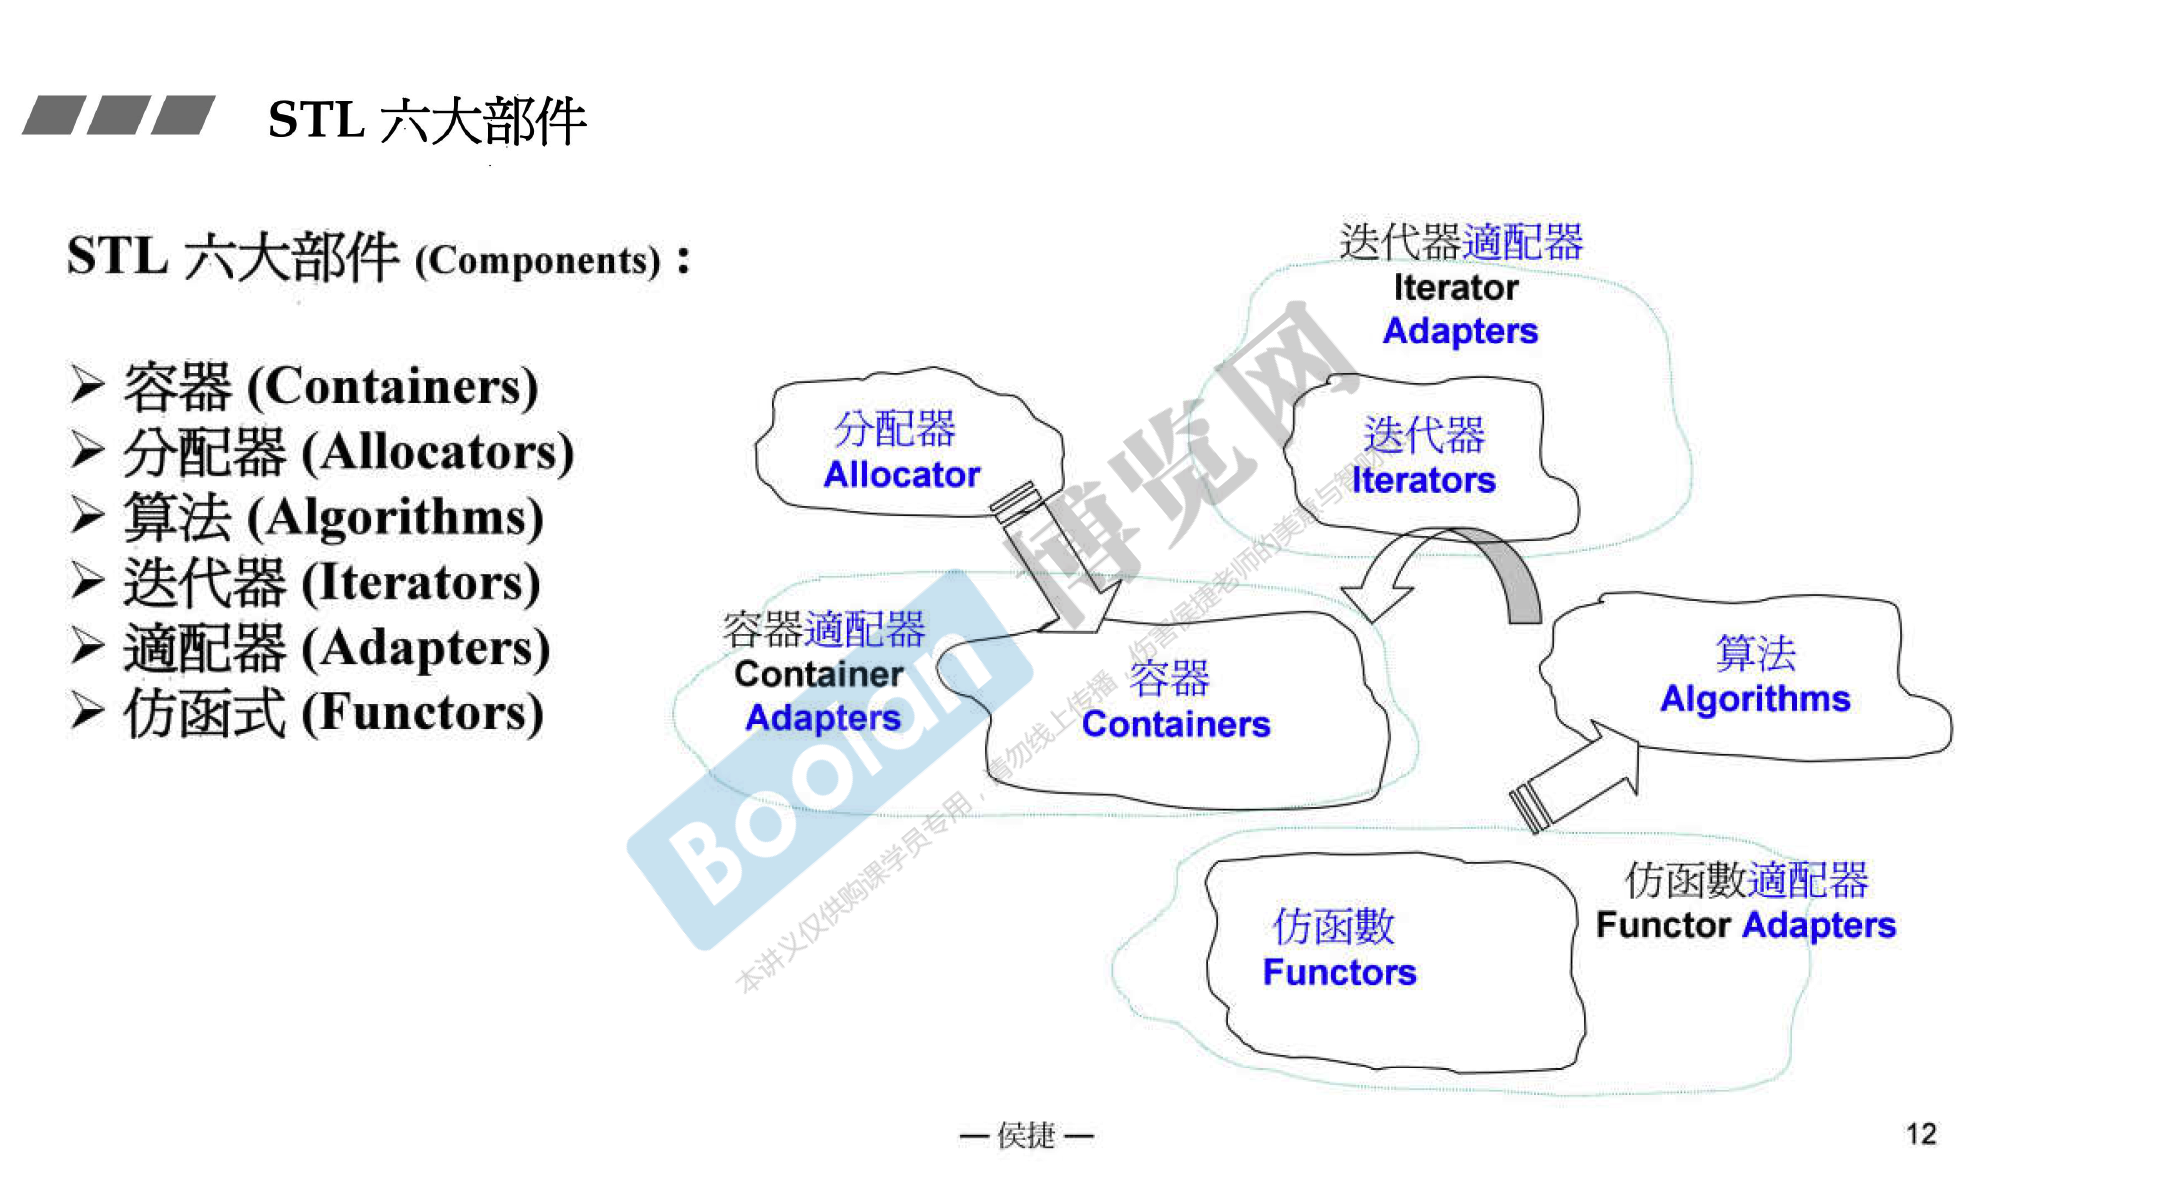 STL 六大部件
STL 六大部件 (Components)：
➢ 容器 (Containers)
➢ 分配器 (Allocators)
➢ 算法 (Algorithms)
➢ 迭代器 (Iterators)
➢ 適配器 (Adapters)
➢ 仿函式 (Functors)
迭代器適配器
Iterator
Adapters
分配器
Allocator
迭代器
Iterators
容器適配器
Container
Adapters
容器
Containers
算法
Algorithms
仿函數
Functors
仿函數適配器
Functor Adapters
Boolan
博览网
本讲义仅供购课学员专用，请勿线上传播，伤害侯捷老师的美意与智财
— 侯捷 —
12